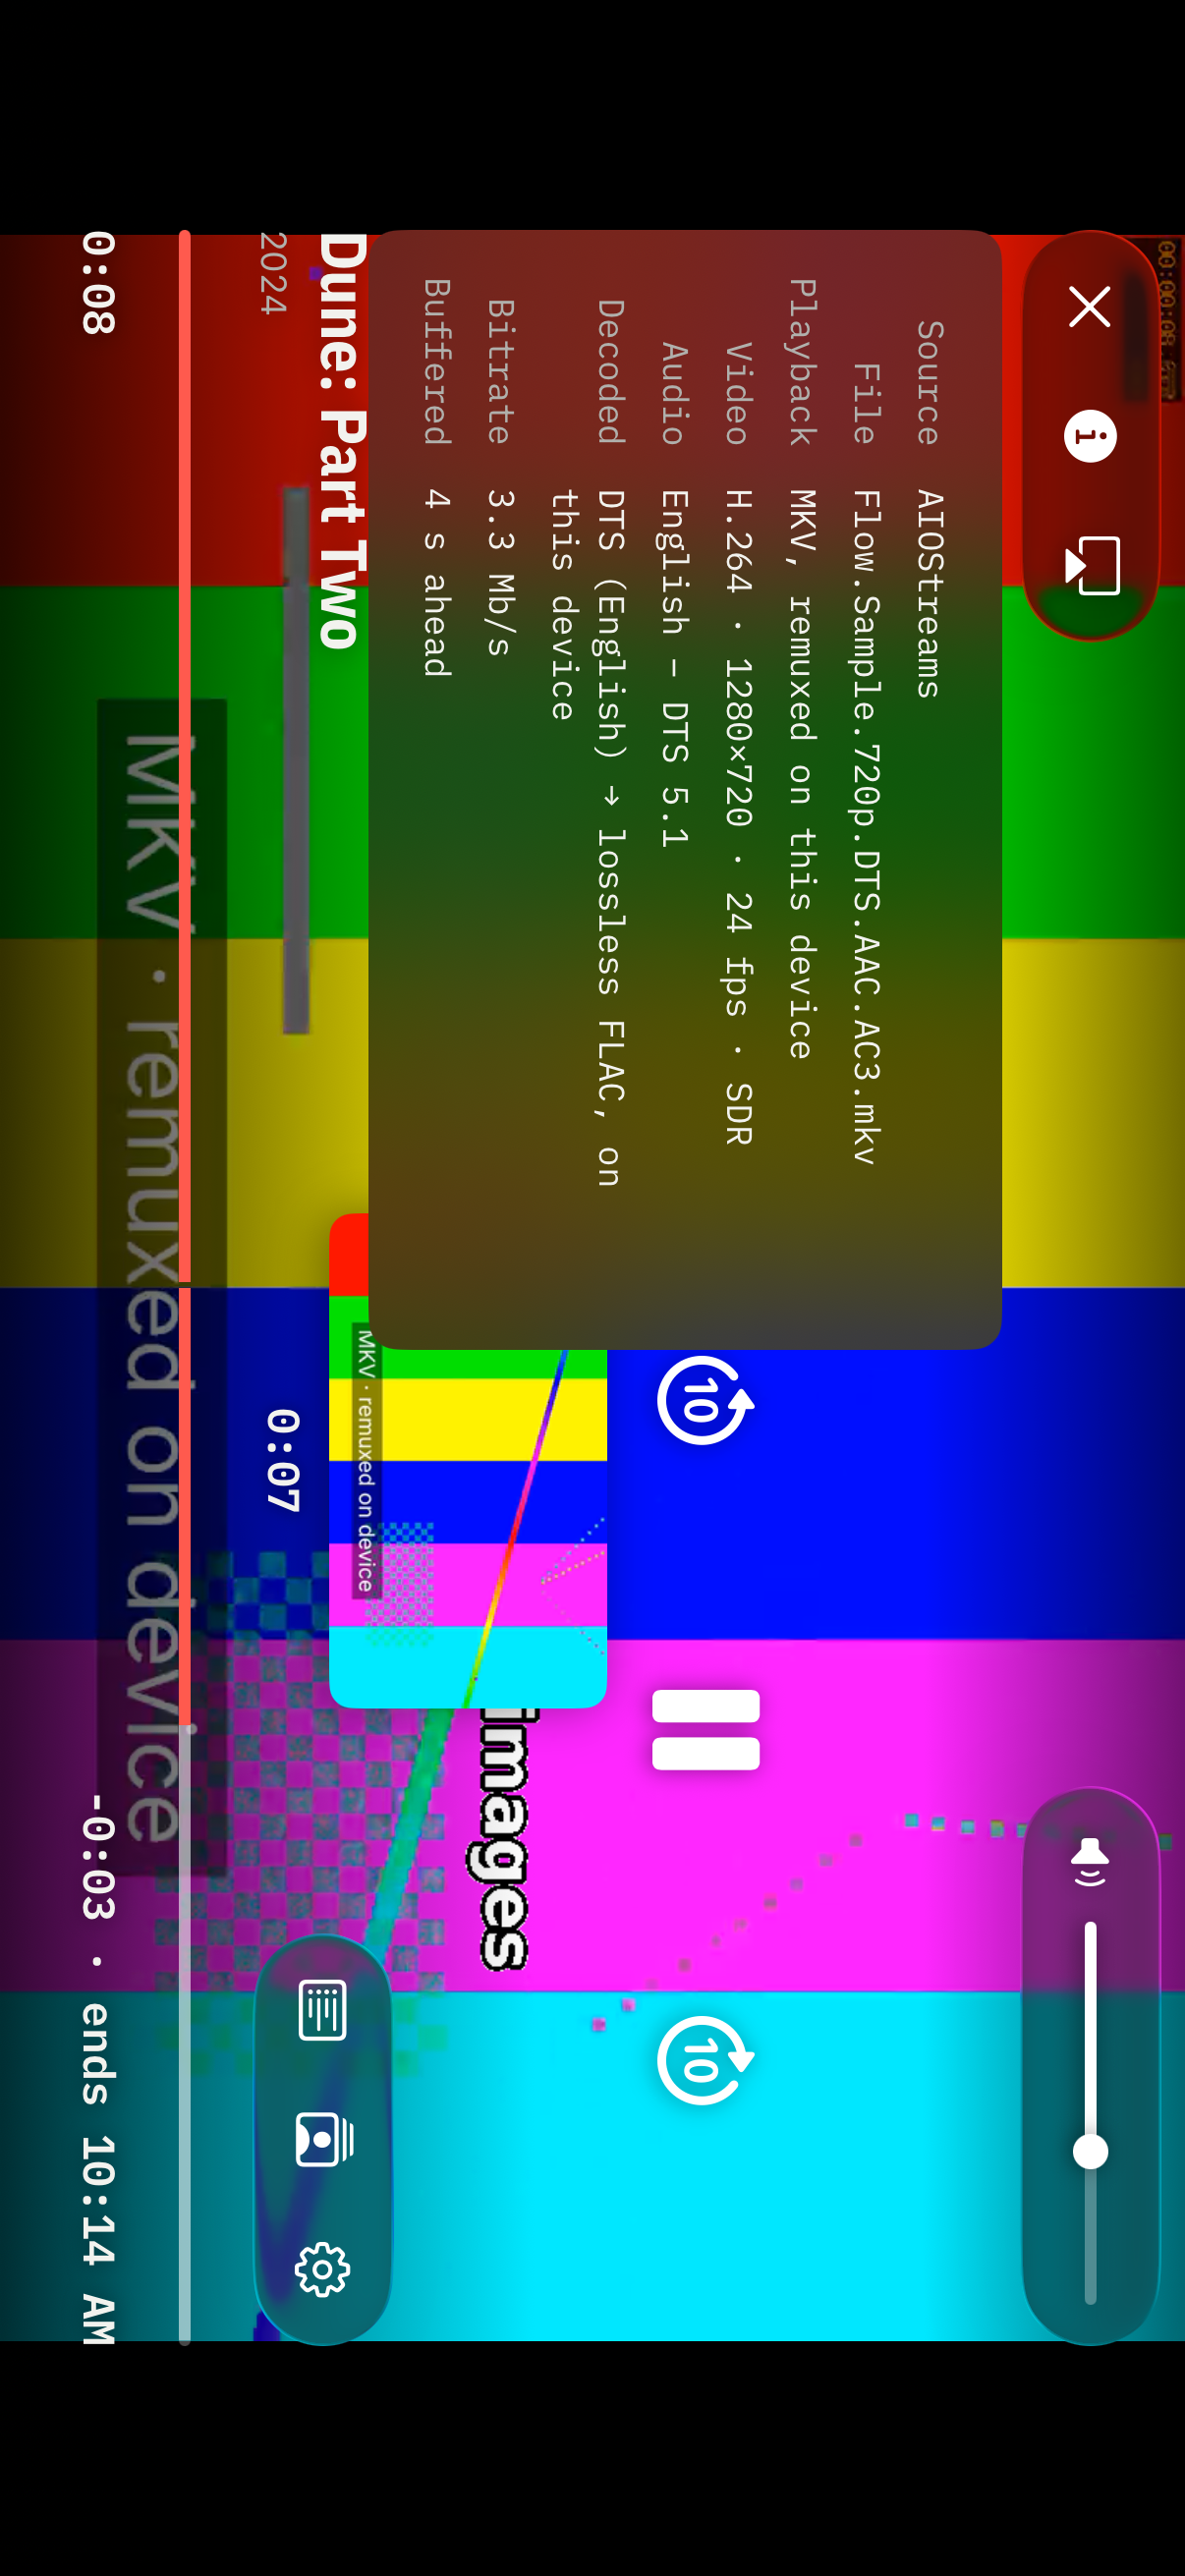 Source AIOStreams
File Flow.Sample.720p.DTS.AAC.AC3.mkv
Playback MKV, remuxed on this device
Video H.264 · 1280×720 · 24 fps · SDR
Audio English — DTS 5.1
Decoded DTS (English) → lossless FLAC, on
this device
Bitrate 3.3 Mb/s
Buffered 4 s ahead
10
10
images
MKV · remuxed on device
Dune: Part Two
2024
0:07
MKV · remuxed on device
0:08
-0:03 · ends 10:14 AM